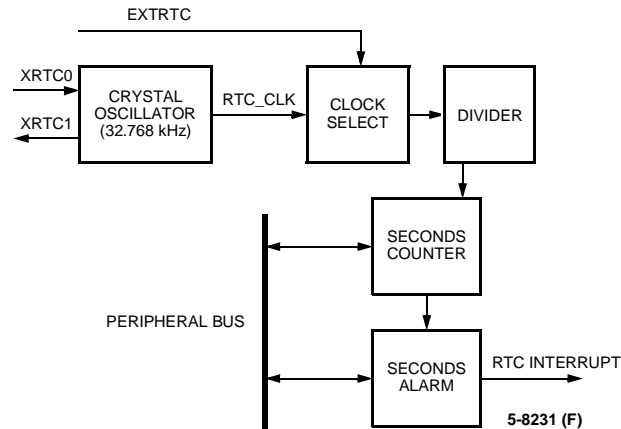 EXTRTC
XRTC0
XRTC1
CRYSTAL
OSCILLATOR
(32.768 kHz)
RTC_CLK
CLOCK
SELECT
DIVIDER
SECONDS
COUNTER
PERIPHERAL BUS
SECONDS
ALARM
RTC INTERRUPT
5-8231 (F)